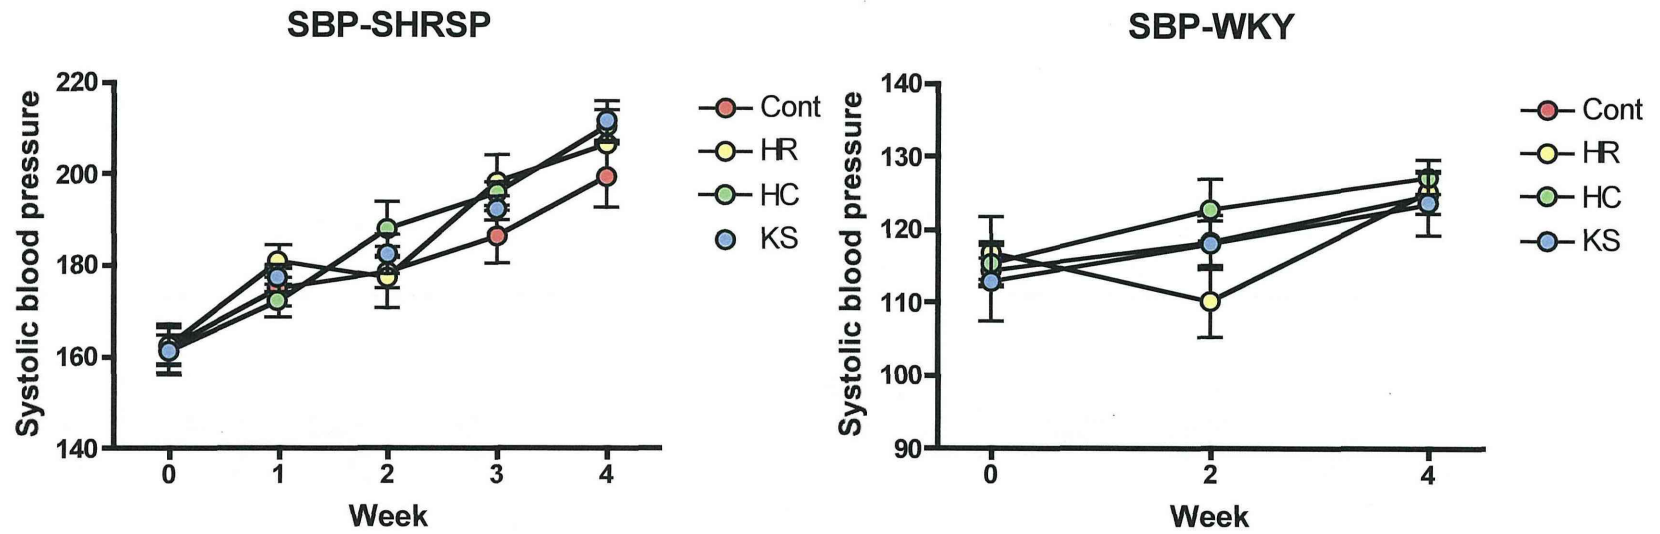 SBP-SHRSP
Systolic blood pressure
220
200
180
160
140
0 1 2 3 4
Week
Cont
HR
HC
KS
SBP-WKY
Systolic blood pressure
140
130
120
110
100
90
0 2 4
Week
Cont
HR
HC
KS